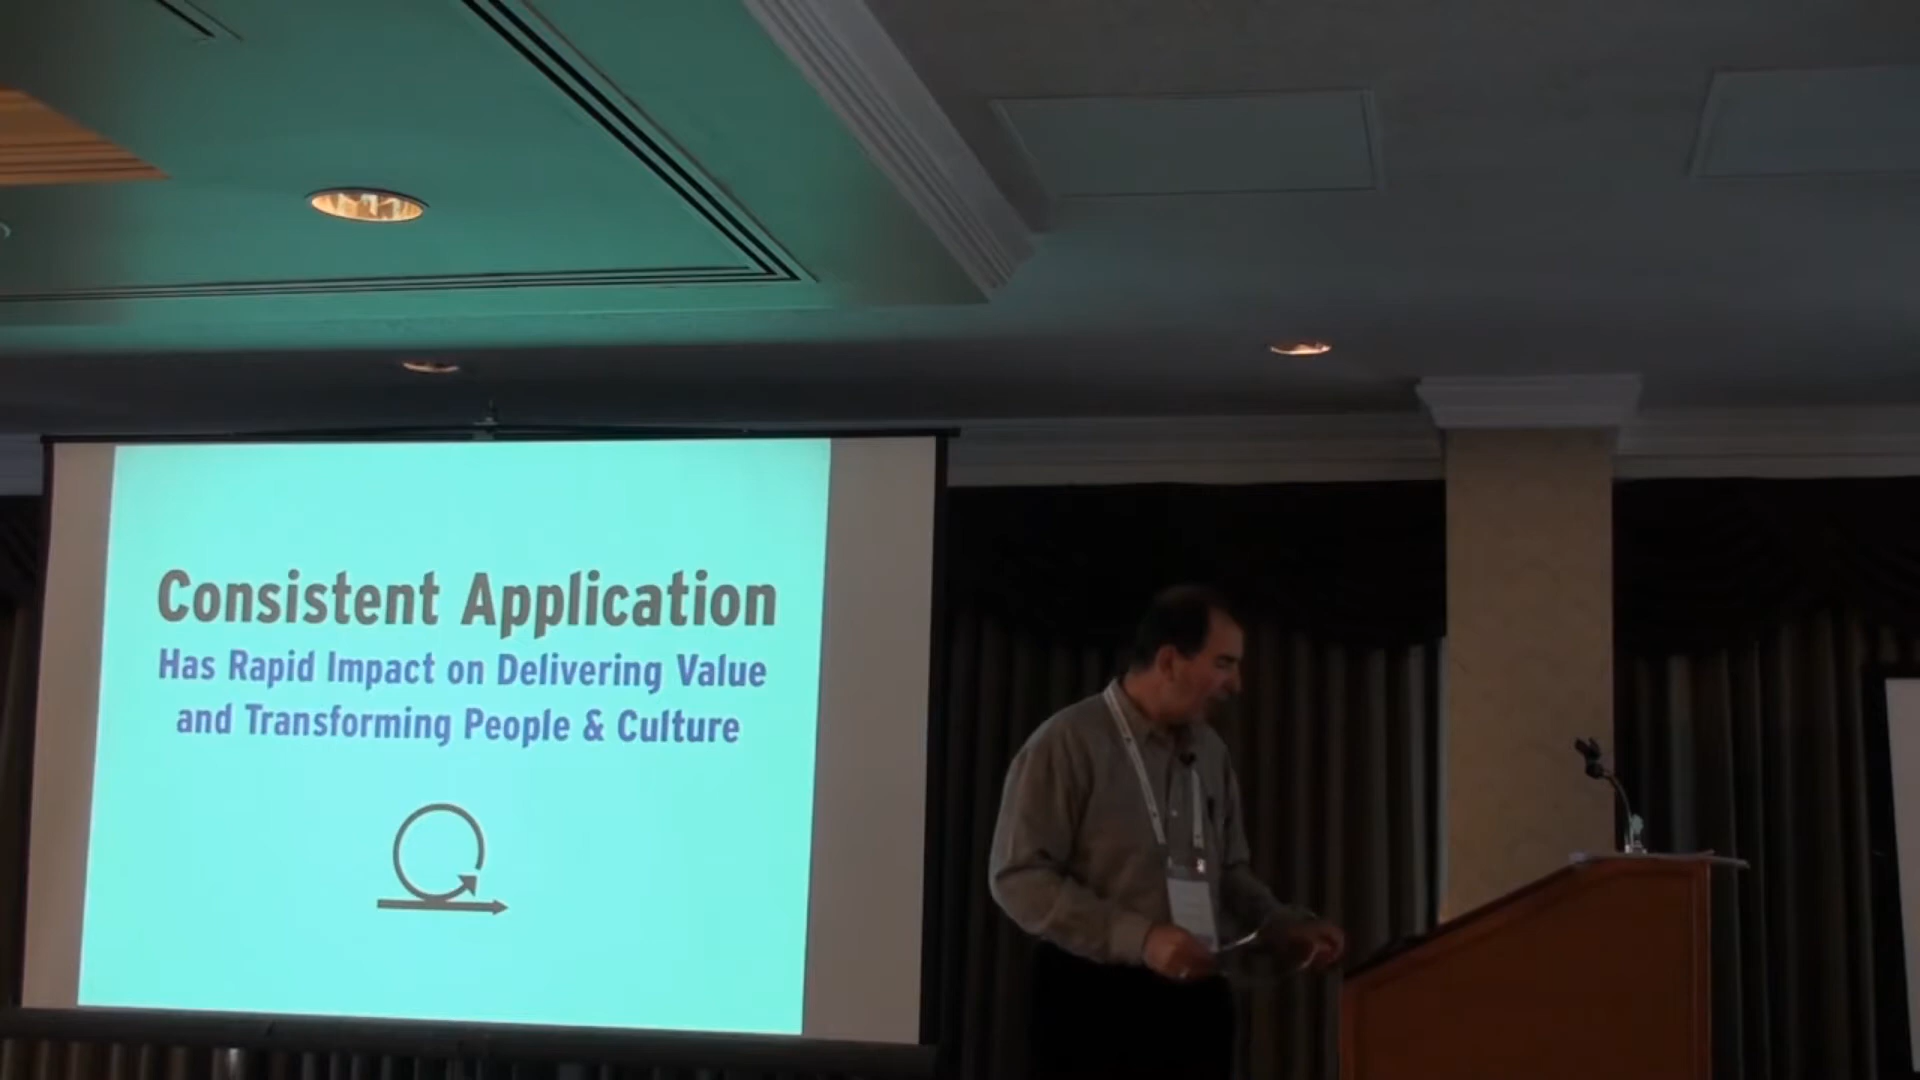 Consistent Application
Has Rapid Impact on Delivering Value
and Transforming People & Culture